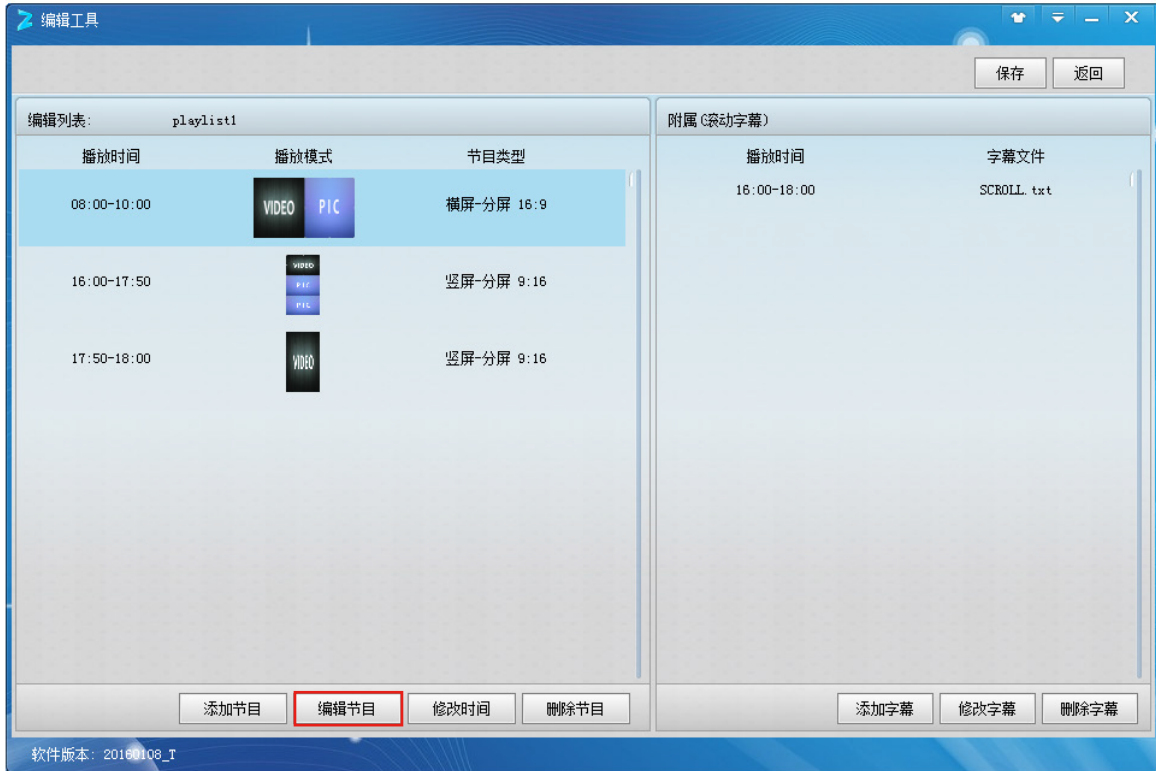 编辑工具
保存 返回
编辑列表: playlist1
播放时间 播放模式 节目类型
08:00-10:00 VIDEO PIC 横屏-分屏 16:9
16:00-17:50 VIDEO PIC PIC 竖屏-分屏 9:16
17:50-18:00 VIDEO 竖屏-分屏 9:16
添加节目 编辑节目 修改时间 删除节目
附属(滚动字幕)
播放时间 字幕文件
16:00-18:00 SCROLL.txt
添加字幕 修改字幕 删除字幕
软件版本: 20160108_T